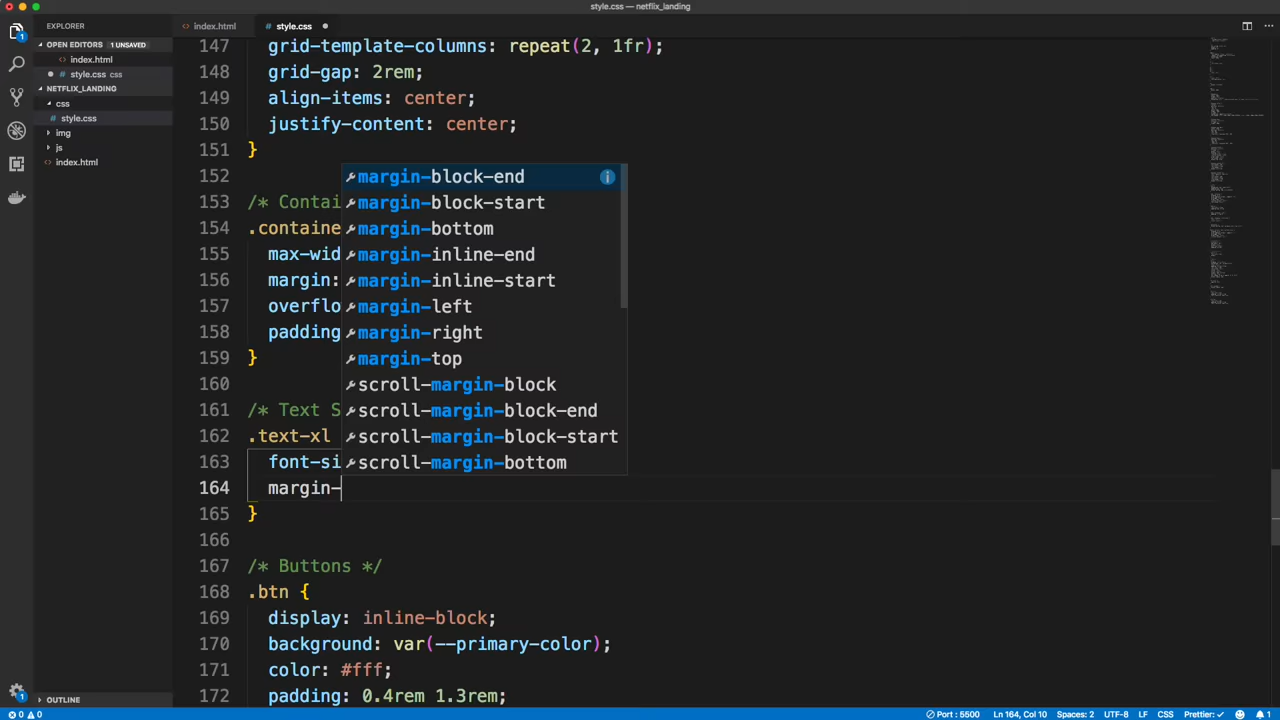 style.css — netflix_landing
EXPLORER
index.html
style.css
OPEN EDITORS 1 UNSAVED
index.html
style.css css
NETFLIX_LANDING
css
style.css
img
js
index.html
OUTLINE
147 grid-template-columns: repeat(2, 1fr);
148 grid-gap: 2rem;
149 align-items: center;
150 justify-content: center;
151 }
152
153 /* Contai
154 .containe
155 max-wid
156 margin:
157 overflo
158 padding
159 }
160
161 /* Text S
162 .text-xl
163 font-si
164 margin-
165 }
166
167 /* Buttons */
168 .btn {
169 display: inline-block;
170 background: var(--primary-color);
171 color: #fff;
172 padding: 0.4rem 1.3rem;
margin-block-end
margin-block-start
margin-bottom
margin-inline-end
margin-inline-start
margin-left
margin-right
margin-top
scroll-margin-block
scroll-margin-block-end
scroll-margin-block-start
scroll-margin-bottom
0 0 Port : 5500 Ln 164, Col 10 Spaces: 2 UTF-8 LF CSS Prettier: ✓ 1